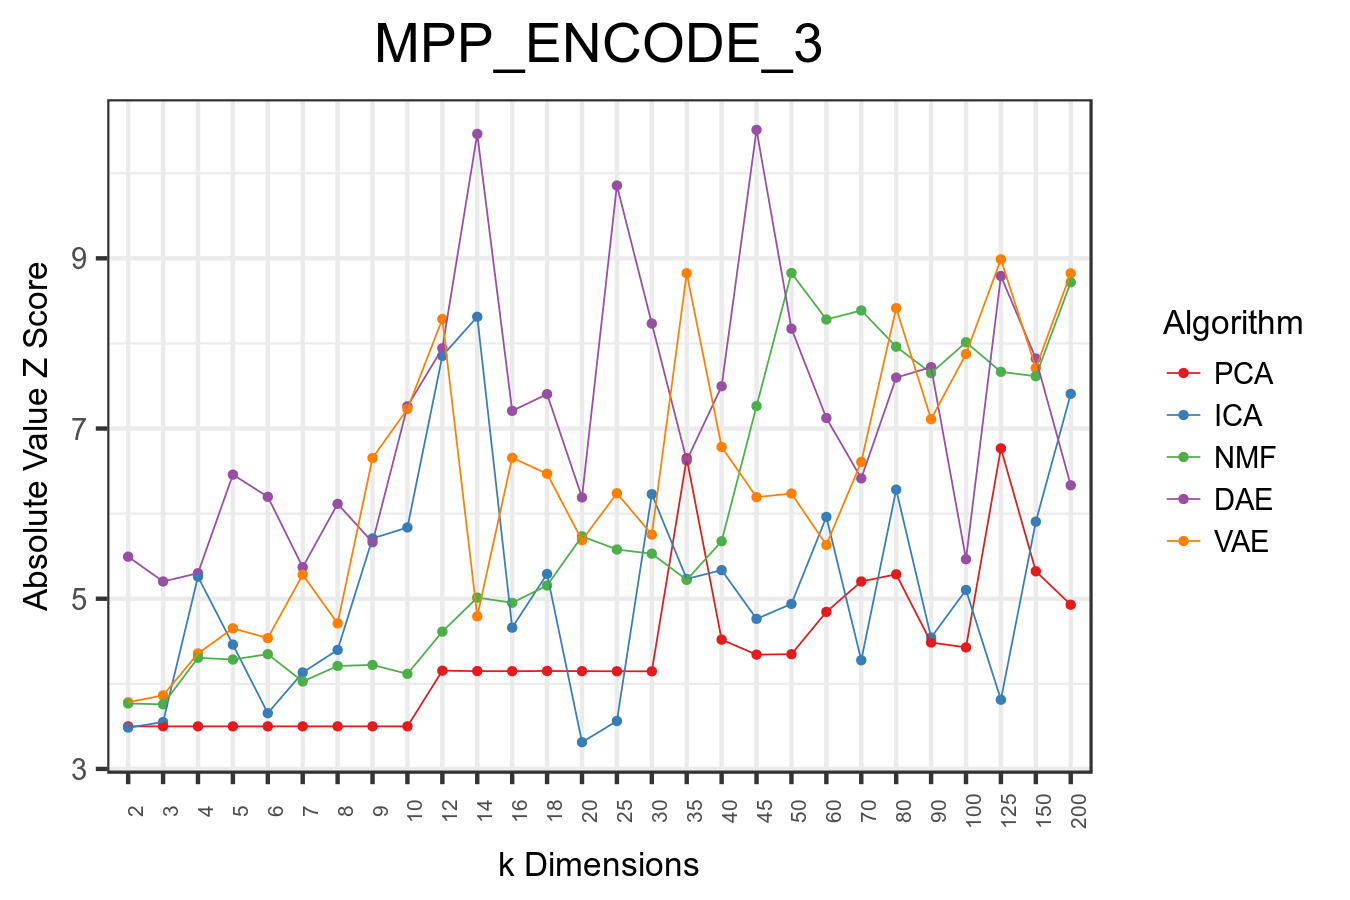 MPP_ENCODE_3
Absolute Value Z Score
9
7
5
3
2 3 4 5 6 7 8 9 10 12 14 16 18 20 25 30 35 40 45 50 60 70 80 90 100 125 150 200
k Dimensions
Algorithm
PCA
ICA
NMF
DAE
VAE